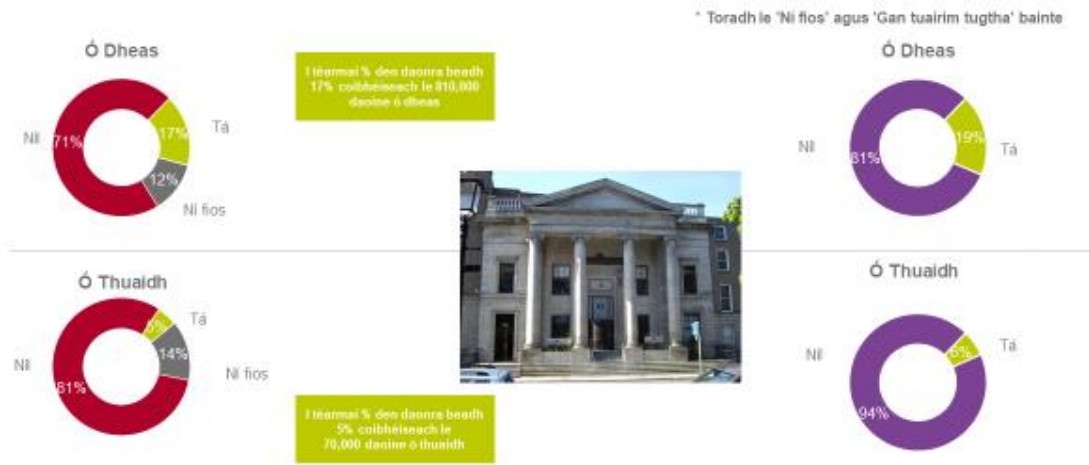 * Toradh le 'Ní fios' agus 'Gan tuairim tugtha' bainte
Ó Dheas
Níl
71%
17%
Tá
12%
Ní fios
I téarmaí % den daonra beadh
17% coibhéiseach le 810,000
daoine ó dheas
Ó Dheas
Níl
81%
19%
Tá
Ó Thuaidh
Níl
81%
5%
Tá
14%
Ní fios
I téarmaí % den daonra beadh
5% coibhéiseach le
70,000 daoine ó thuaidh
Ó Thuaidh
Níl
94%
6%
Tá